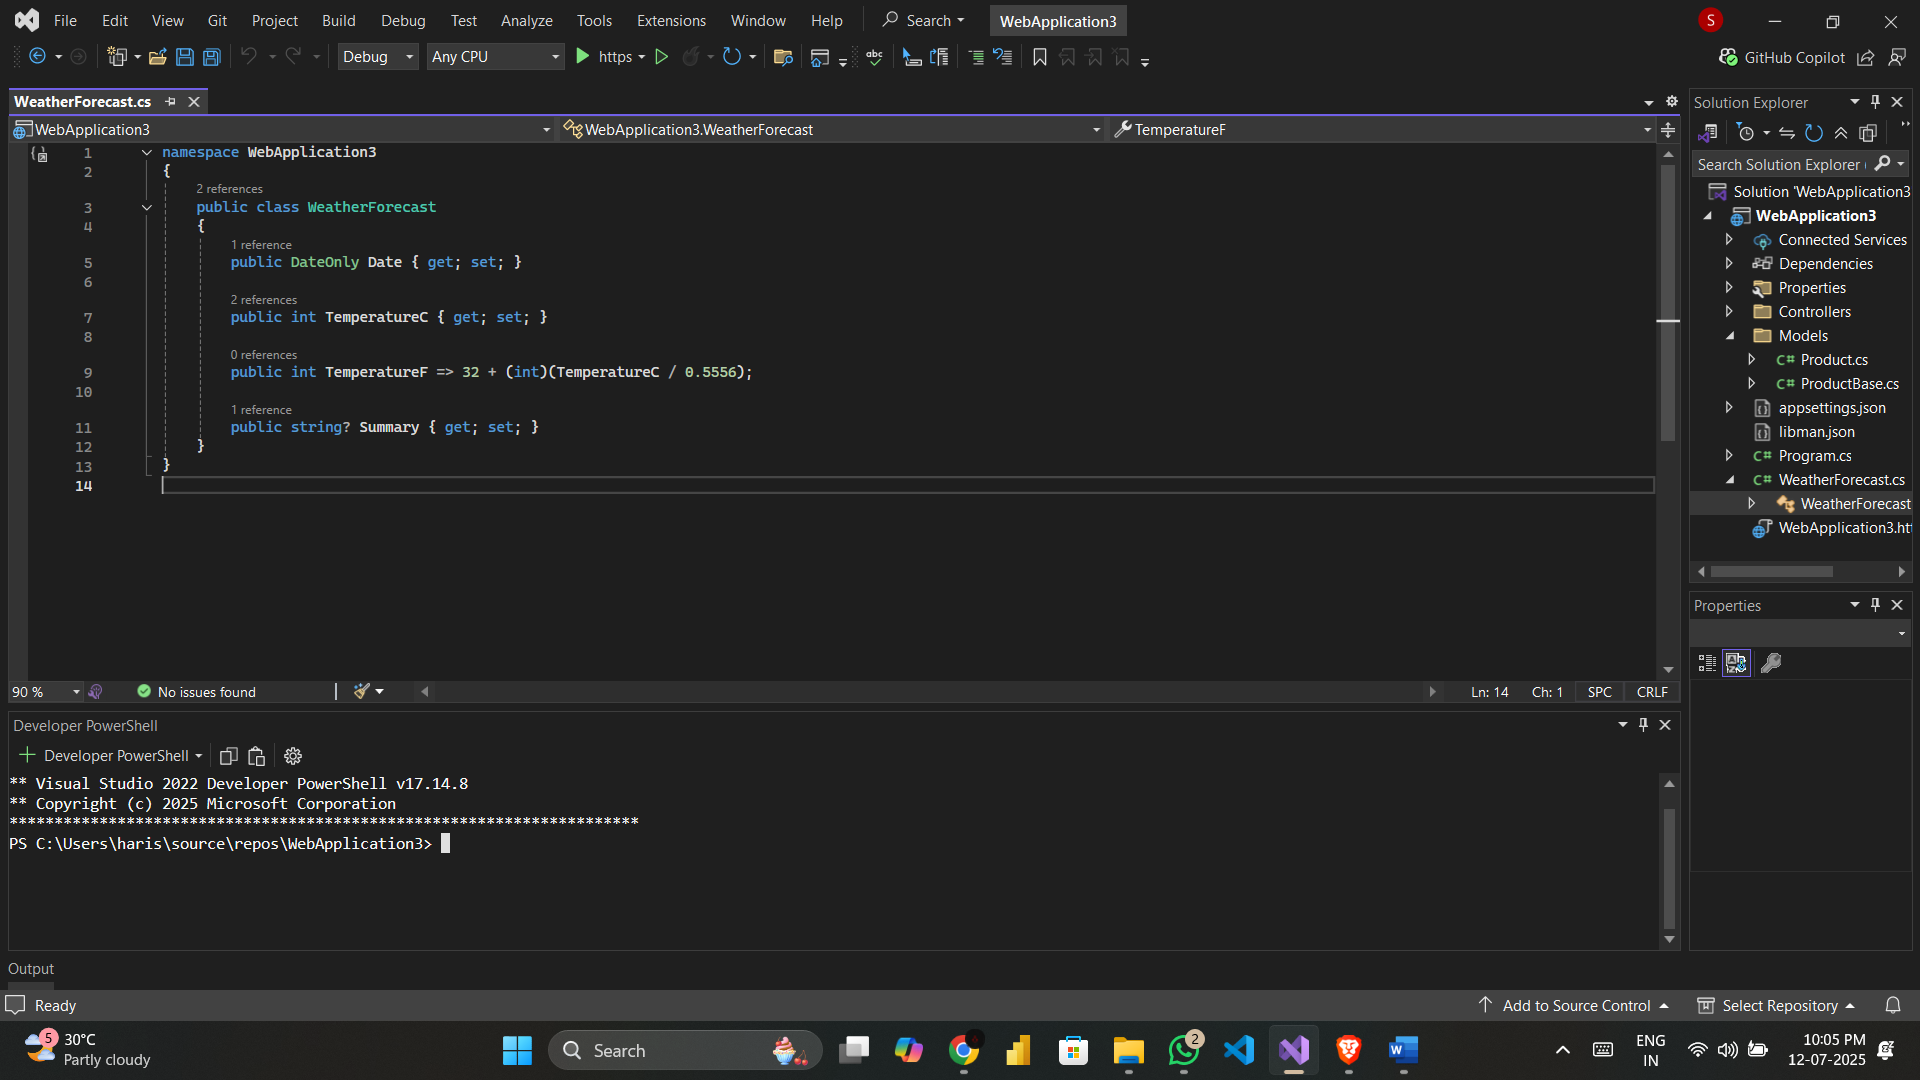 File Edit View Git Project Build Debug Test Analyze Tools Extensions Window Help Search WebApplication3 S
Debug Any CPU https abc GitHub Copilot
WeatherForecast.cs
WebApplication3 WebApplication3.WeatherForecast TemperatureF
1 namespace WebApplication3
2 {
2 references
3 public class WeatherForecast
4 {
1 reference
5 public DateOnly Date { get; set; }
6
2 references
7 public int TemperatureC { get; set; }
8
0 references
9 public int TemperatureF => 32 + (int)(TemperatureC / 0.5556);
10
1 reference
11 public string? Summary { get; set; }
12 }
13 }
14
90 % No issues found Ln: 14 Ch: 1 SPC CRLF
Developer PowerShell
Developer PowerShell
** Visual Studio 2022 Developer PowerShell v17.14.8
** Copyright (c) 2025 Microsoft Corporation
**********************************************************************
PS C:\Users\haris\source\repos\WebApplication3>
Output
Solution Explorer
Search Solution Explorer (
Solution 'WebApplication3
WebApplication3
Connected Services
Dependencies
Properties
Controllers
Models
C# Product.cs
C# ProductBase.cs
appsettings.json
libman.json
C# Program.cs
C# WeatherForecast.cs
WeatherForecast
WebApplication3.htt
Properties
Ready Add to Source Control Select Repository
5 30°C
Partly cloudy
Search
2
ENG
IN
10:05 PM
12-07-2025